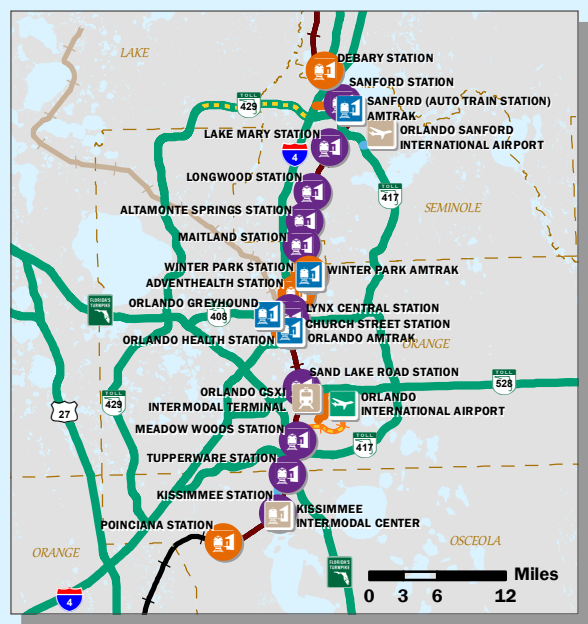 LAKE
DEBARY STATION
SANFORD STATION
TOLL
429
SANFORD (AUTO TRAIN STATION)
AMTRAK
LAKE MARY STATION
ORLANDO SANFORD
INTERNATIONAL AIRPORT
4
LONGWOOD STATION
TOLL
417
ALTAMONTE SPRINGS STATION
SEMINOLE
MAITLAND STATION
WINTER PARK STATION
WINTER PARK AMTRAK
ADVENTHEALTH STATION
FLORIDA'S
TURNPIKE
ORLANDO GREYHOUND
LYNX CENTRAL STATION
TOLL
408
CHURCH STREET STATION
ORLANDO HEALTH STATION
ORLANDO AMTRAK
ORANGE
SAND LAKE ROAD STATION
TOLL
528
ORLANDO CSXI
INTERMODAL TERMINAL
ORLANDO
INTERNATIONAL AIRPORT
TOLL
429
27
MEADOW WOODS STATION
TOLL
417
TUPPERWARE STATION
KISSIMMEE STATION
KISSIMMEE
INTERMODAL CENTER
POINCIANA STATION
ORANGE
OSCEOLA
FLORIDA'S
TURNPIKE
4
Miles
0 3 6 12